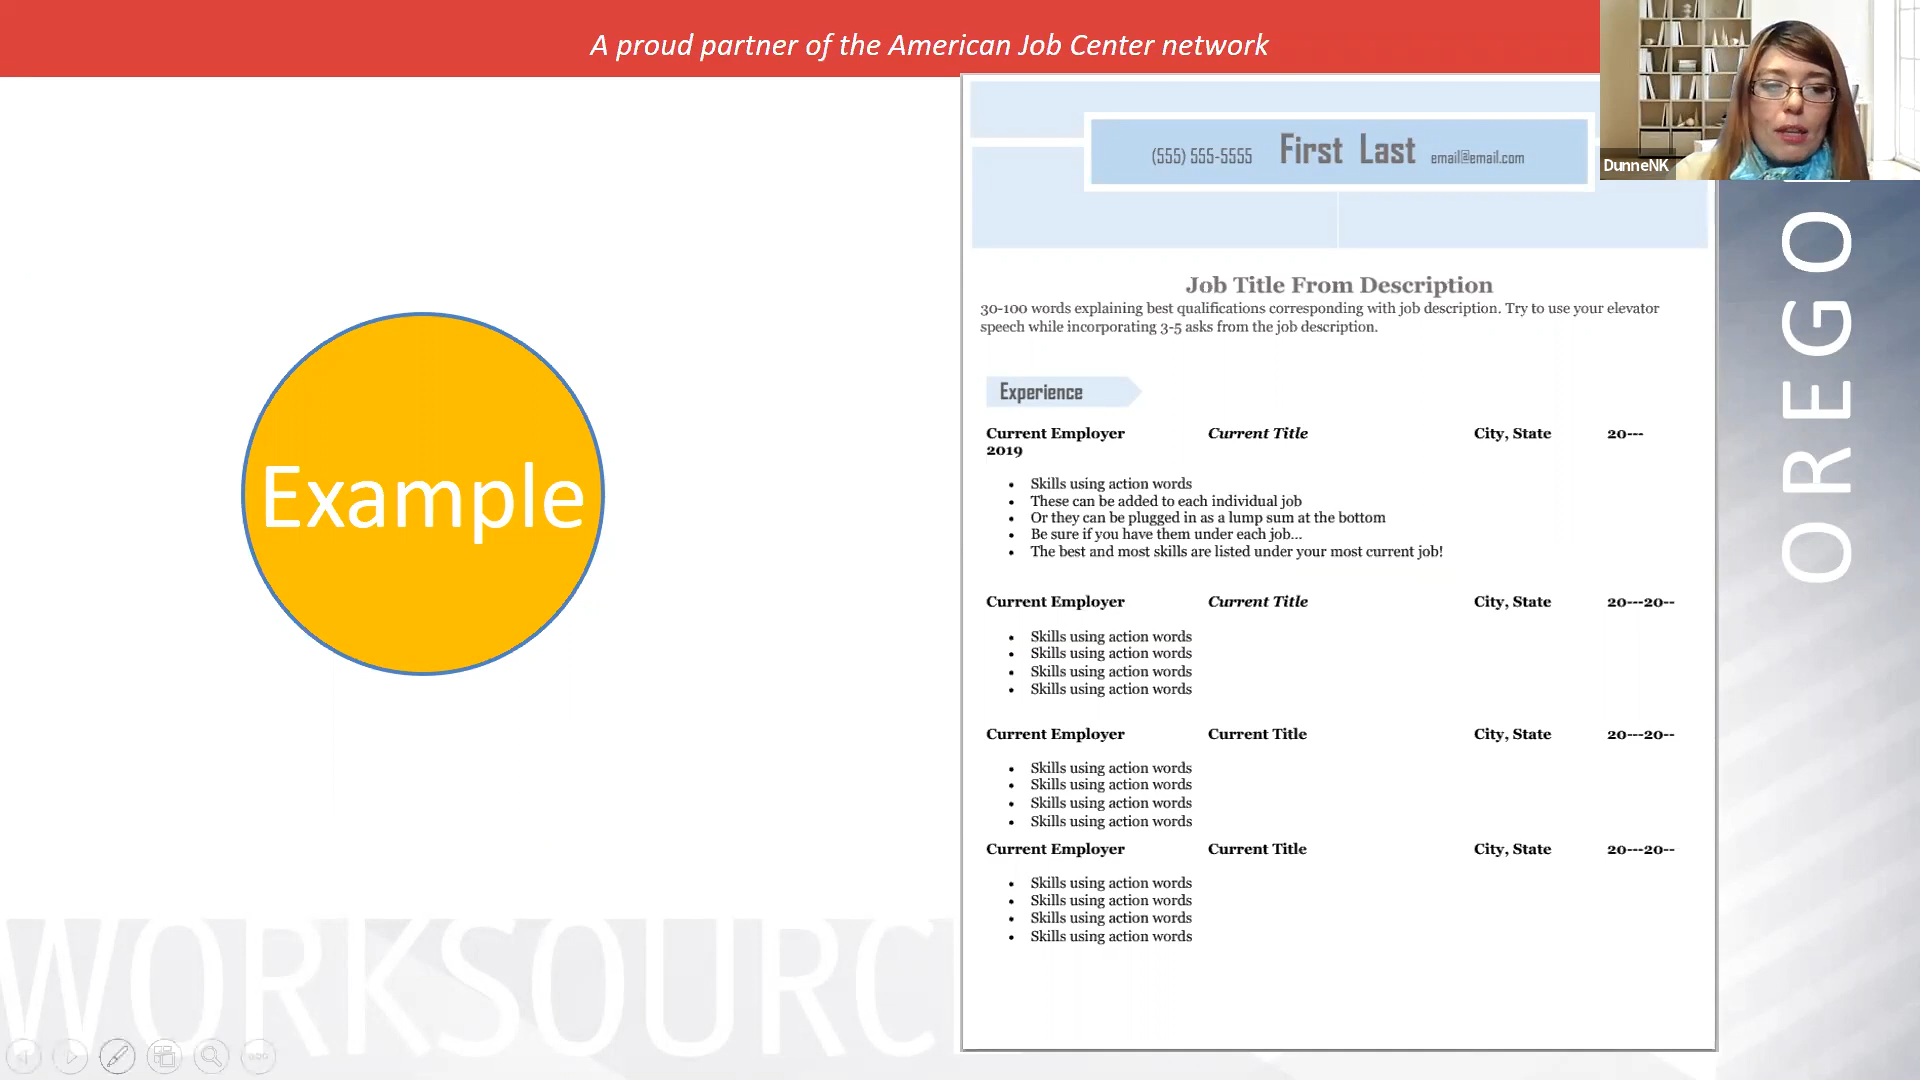 A proud partner of the American Job Center network
DunneNK
(555) 555-5555 First Last email@email.com
Job Title From Description
30-100 words explaining best qualifications corresponding with job description. Try to use your elevator
speech while incorporating 3-5 asks from the job description.
Experience
Current Employer Current Title City, State 20---
2019
• Skills using action words
• These can be added to each individual job
• Or they can be plugged in as a lump sum at the bottom
• Be sure if you have them under each job...
• The best and most skills are listed under your most current job!
Current Employer Current Title City, State 20---20--
• Skills using action words
• Skills using action words
• Skills using action words
• Skills using action words
Current Employer Current Title City, State 20---20--
• Skills using action words
• Skills using action words
• Skills using action words
• Skills using action words
Current Employer Current Title City, State 20---20--
• Skills using action words
• Skills using action words
• Skills using action words
• Skills using action words
Example
WORKSOURC
OREGO